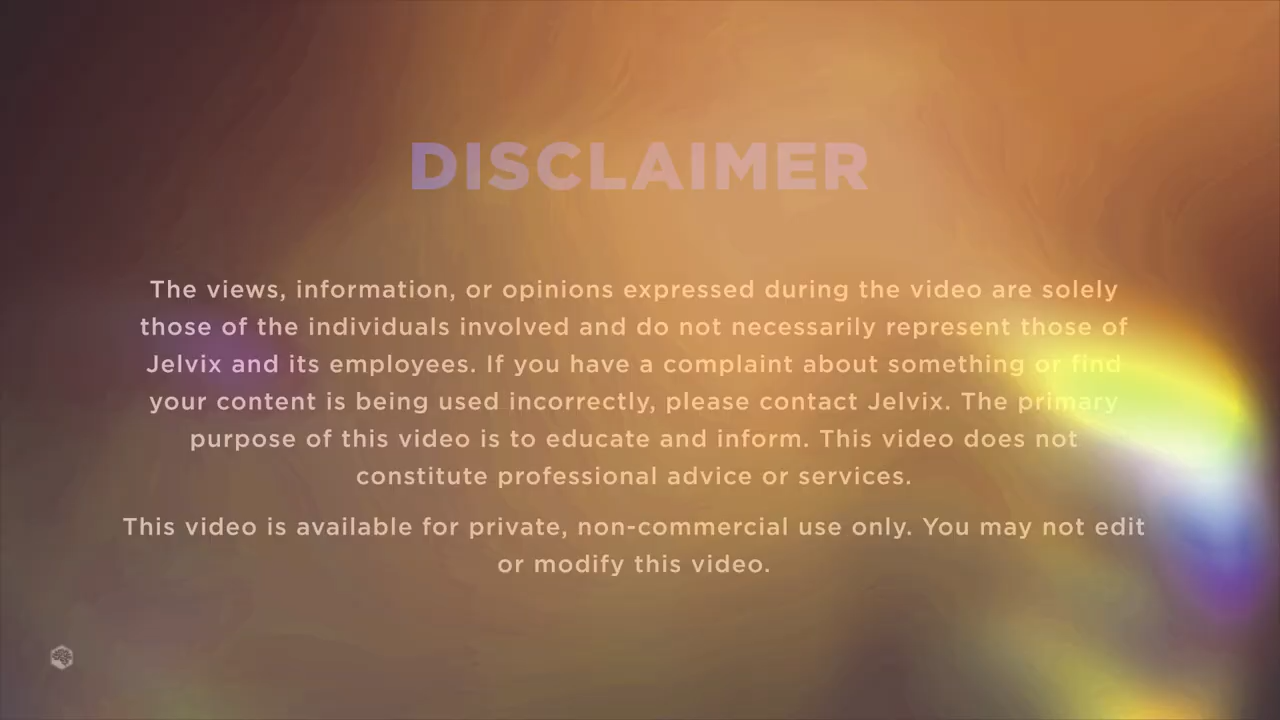 DISCLAIMER
The views, information, or opinions expressed during the video are solely
those of the individuals involved and do not necessarily represent those of
Jelvix and its employees. If you have a complaint about something or find
your content is being used incorrectly, please contact Jelvix. The primary
purpose of this video is to educate and inform. This video does not
constitute professional advice or services.
This video is available for private, non-commercial use only. You may not edit
or modify this video.